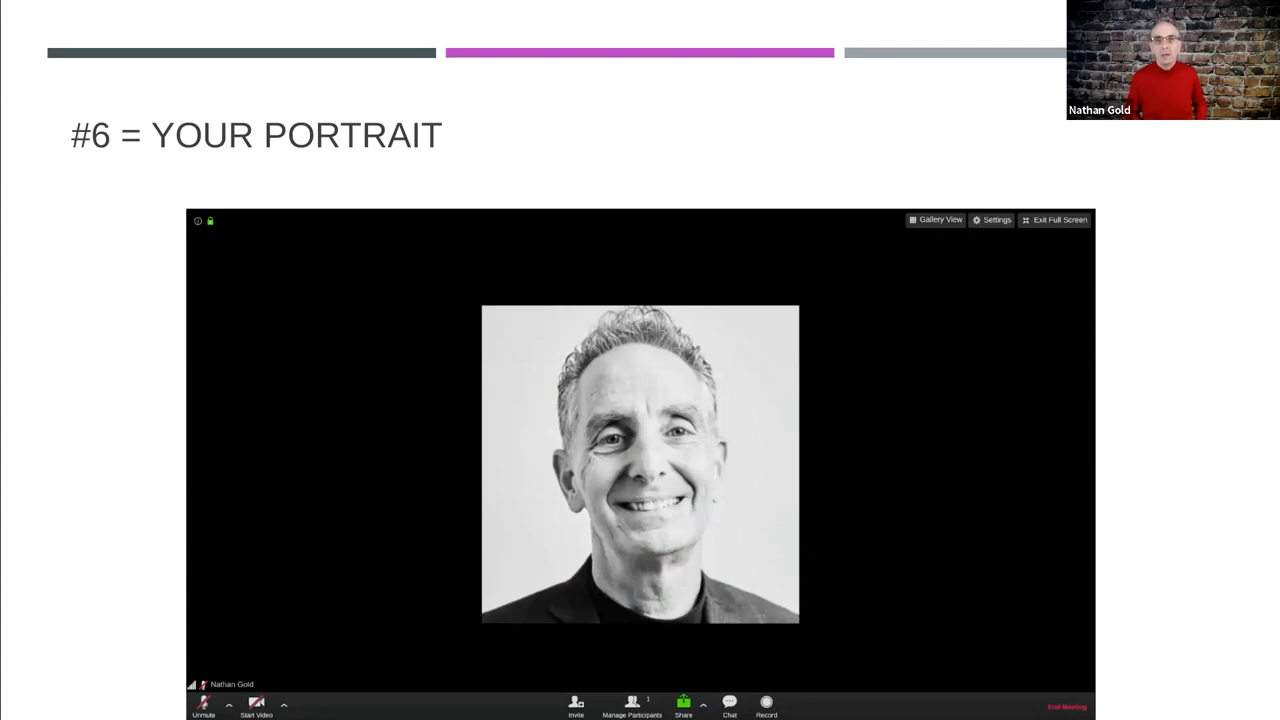 Nathan Gold
#6 = YOUR PORTRAIT
Gallery View
Settings
Exit Full Screen
Nathan Gold
Unmute
Start Video
Invite
Manage Participants
1
Share
Chat
Record
End Meeting